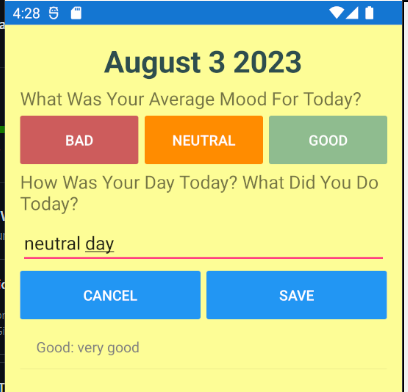 4:28
August 3 2023
What Was Your Average Mood For Today?
BAD NEUTRAL GOOD
How Was Your Day Today? What Did You Do
Today?
neutral day
CANCEL SAVE
Good: very good